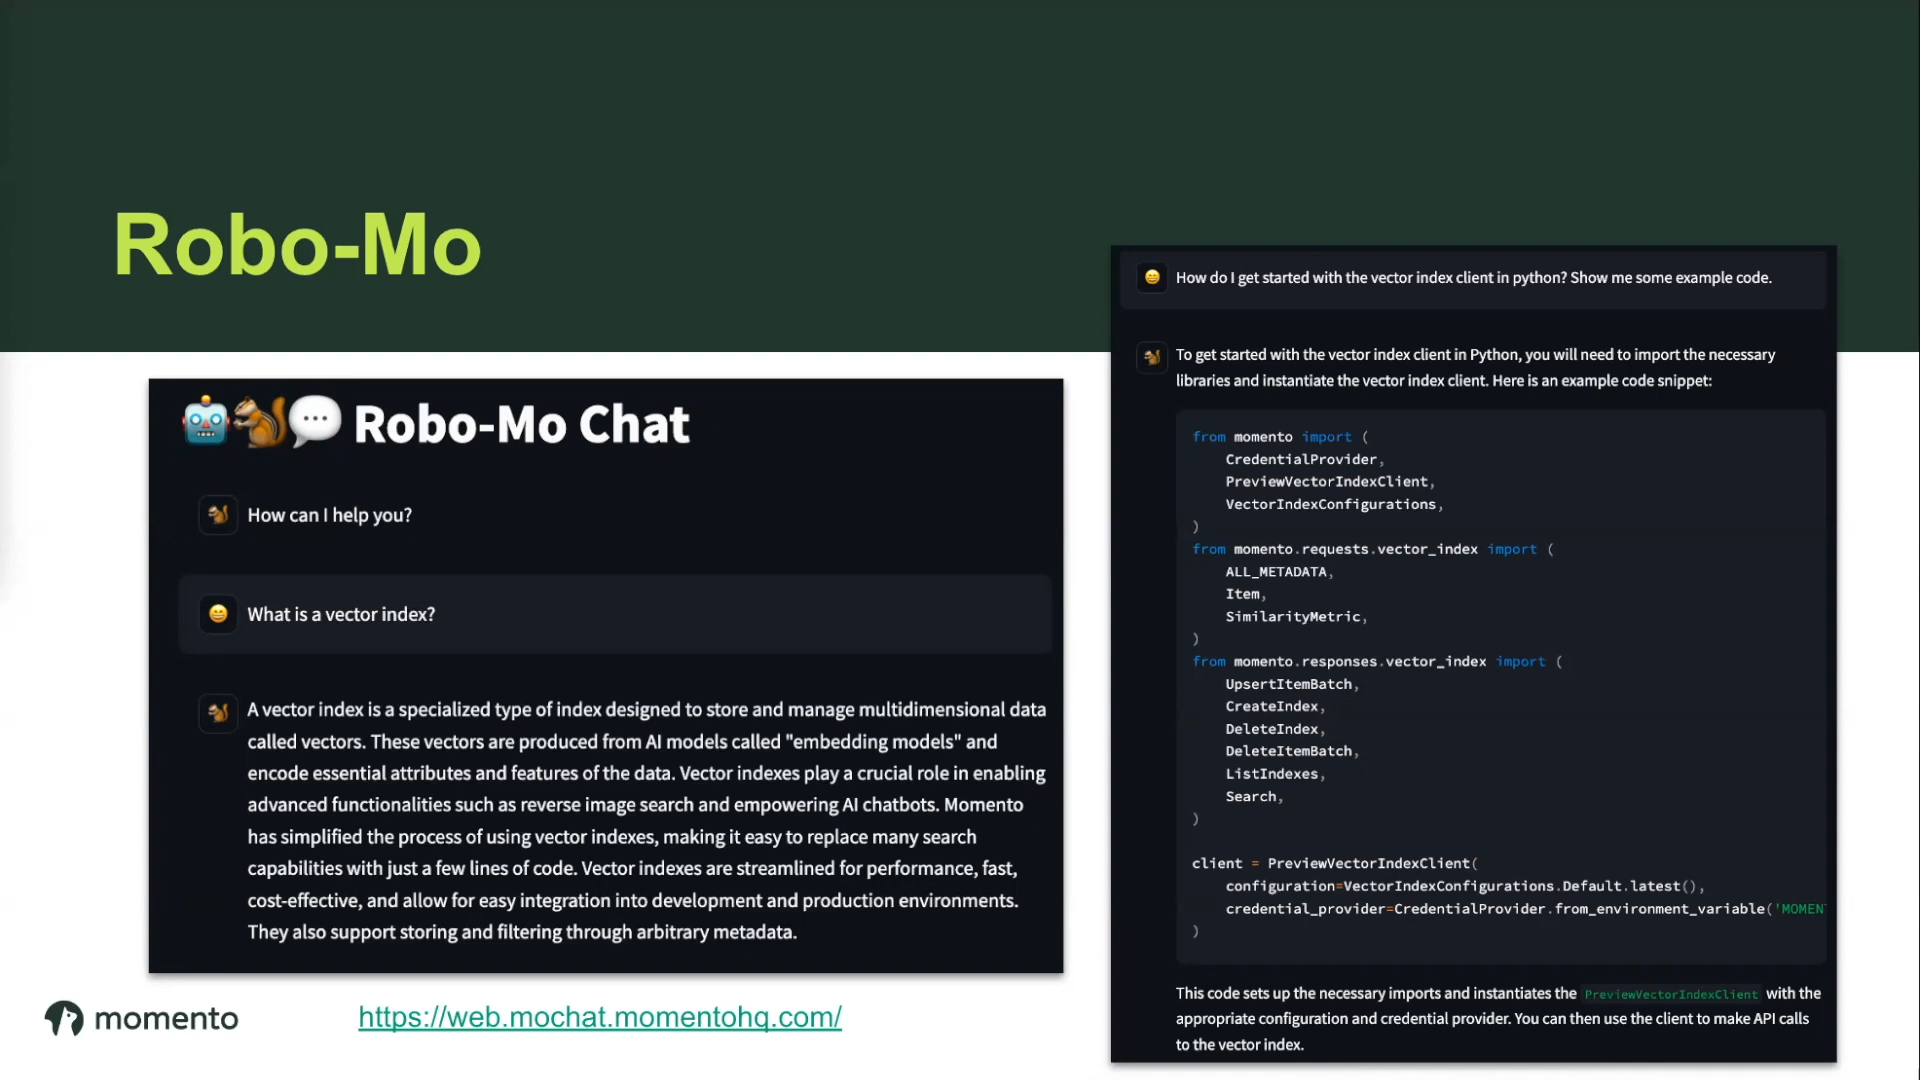 Robo-Mo
Robo-Mo Chat
How can I help you?
What is a vector index?
A vector index is a specialized type of index designed to store and manage multidimensional data
called vectors. These vectors are produced from AI models called "embedding models" and
encode essential attributes and features of the data. Vector indexes play a crucial role in enabling
advanced functionalities such as reverse image search and empowering AI chatbots. Momento
has simplified the process of using vector indexes, making it easy to replace many search
capabilities with just a few lines of code. Vector indexes are streamlined for performance, fast,
cost-effective, and allow for easy integration into development and production environments.
They also support storing and filtering through arbitrary metadata.
How do I get started with the vector index client in python? Show me some example code.
To get started with the vector index client in Python, you will need to import the necessary
libraries and instantiate the vector index client. Here is an example code snippet:
from momento import (
    CredentialProvider,
    PreviewVectorIndexClient,
    VectorIndexConfigurations,
)
from momento.requests.vector_index import (
    ALL_METADATA,
    Item,
    SimilarityMetric,
)
from momento.responses.vector_index import (
    UpsertItemBatch,
    CreateIndex,
    DeleteIndex,
    DeleteItemBatch,
    ListIndexes,
    Search,
)
client = PreviewVectorIndexClient(
    configuration=VectorIndexConfigurations.Default.latest(),
    credential_provider=CredentialProvider.from_environment_variable('MOMEN
)
This code sets up the necessary imports and instantiates the PreviewVectorIndexClient with the
appropriate configuration and credential provider. You can then use the client to make API calls
to the vector index.
momento
https://web.mochat.momentohq.com/